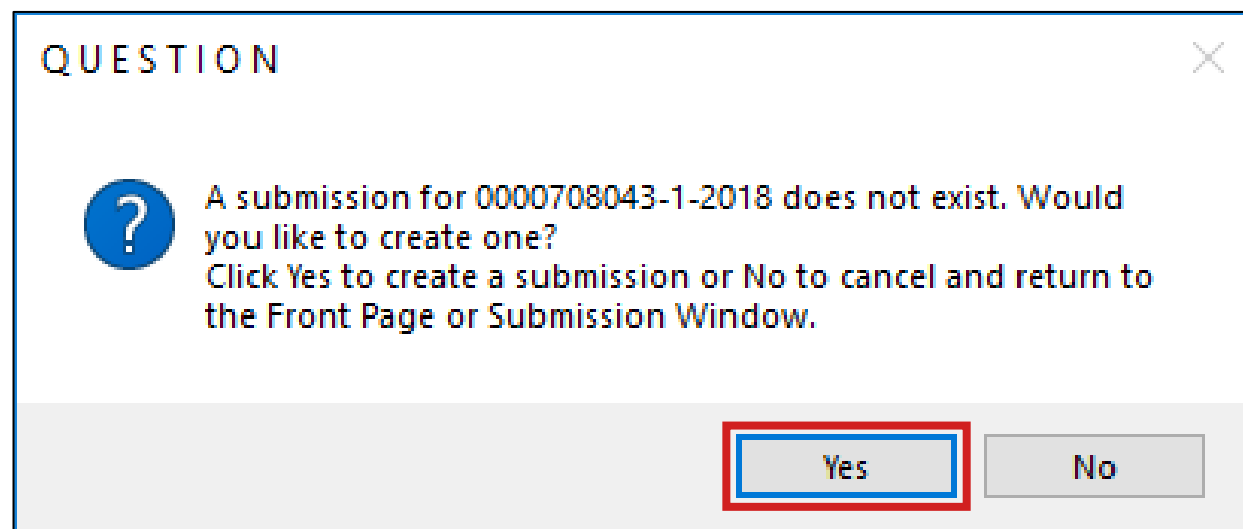 QUESTION
A submission for 0000708043-1-2018 does not exist. Would
you like to create one?
Click Yes to create a submission or No to cancel and return to
the Front Page or Submission Window.
Yes No